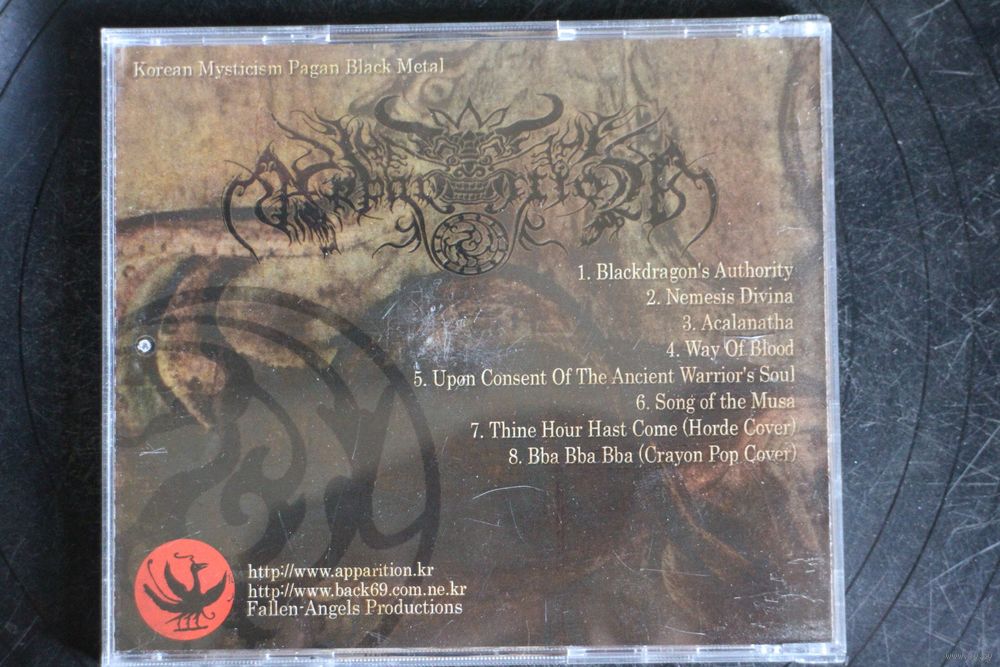 Korean Mysticism Pagan Black Metal
Apparition
1. Blackdragon's Authority
2. Nemesis Divina
3. Acalanatha
4. Way Of Blood
5. Upon Consent Of The Ancient Warrior's Soul
6. Song of the Musa
7. Thine Hour Hast Come (Horde Cover)
8. Bba Bba Bba (Crayon Pop Cover)
http://www.apparition.kr
http://www.back69.com.ne.kr
Fallen-Angels Productions